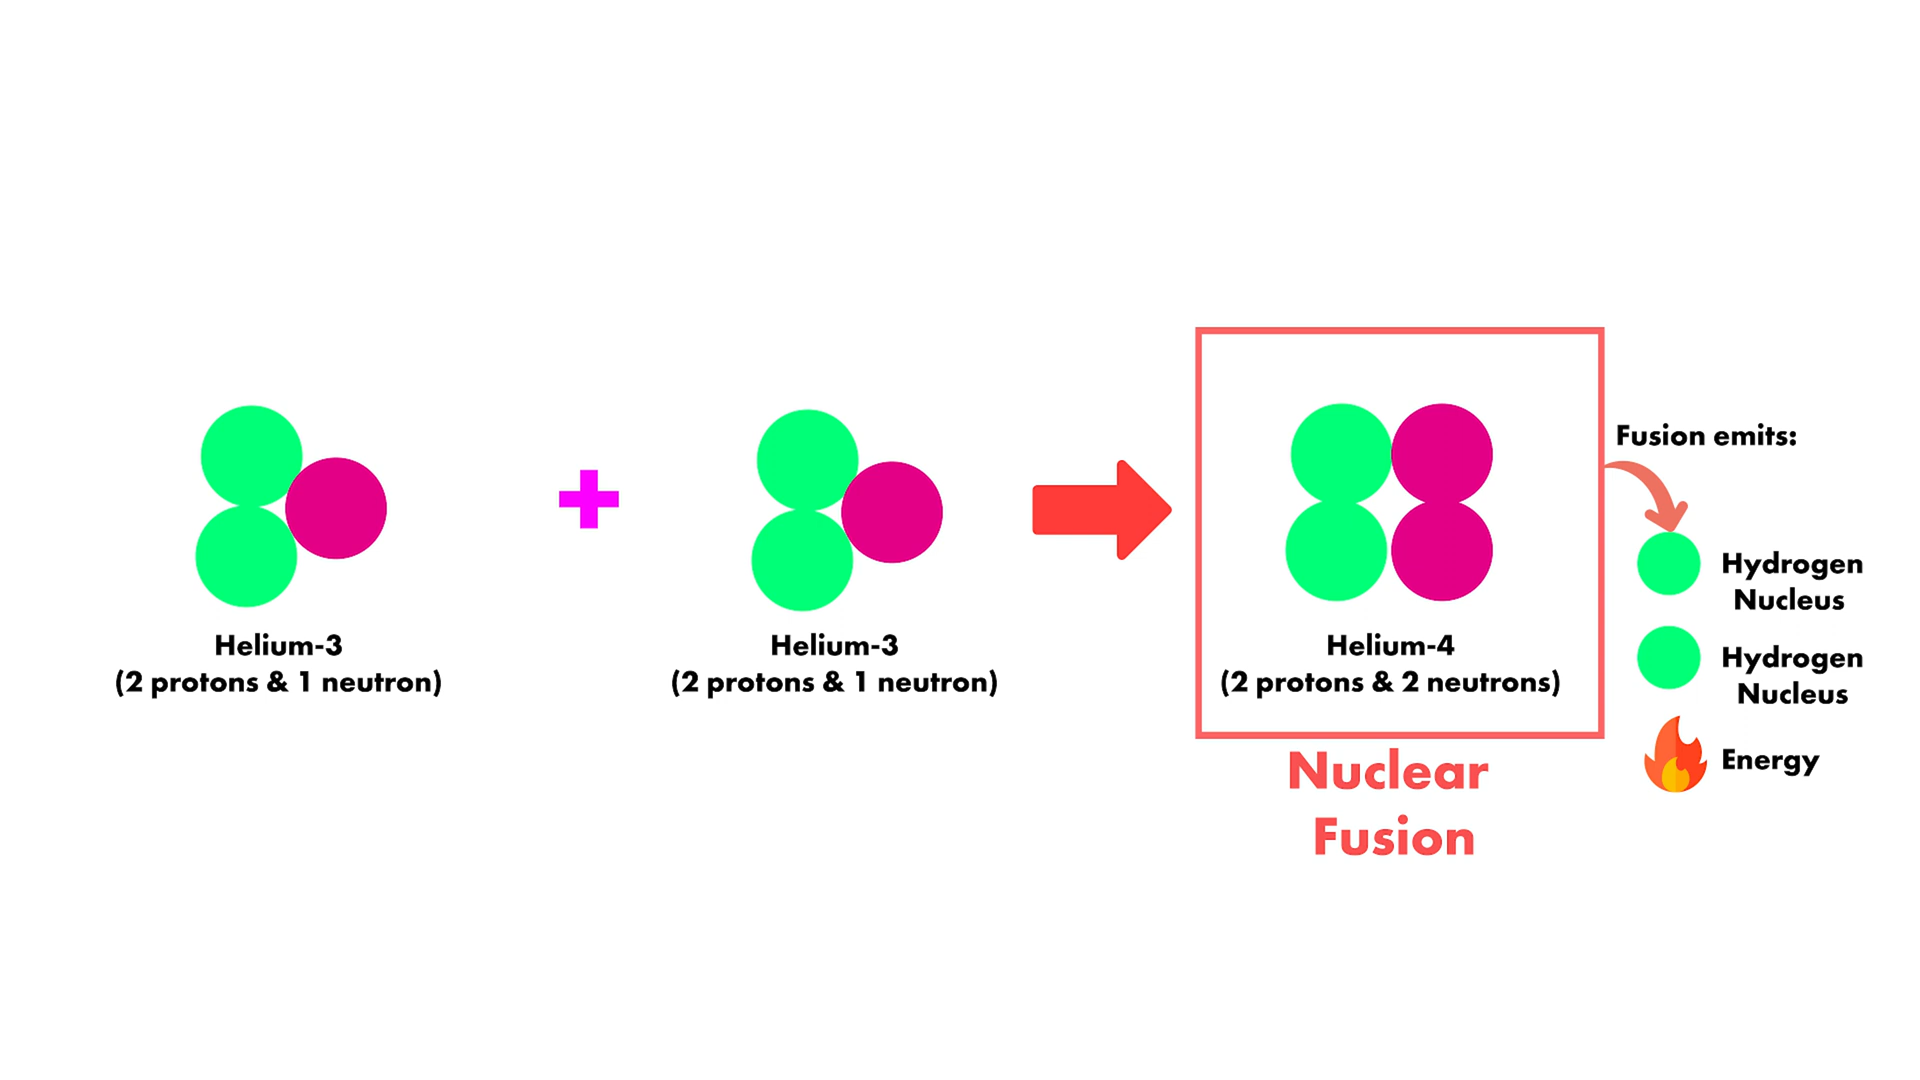 Helium-3
(2 protons & 1 neutron)
Helium-3
(2 protons & 1 neutron)
Helium-4
(2 protons & 2 neutrons)
Nuclear
Fusion
Fusion emits:
Hydrogen
Nucleus
Hydrogen
Nucleus
Energy